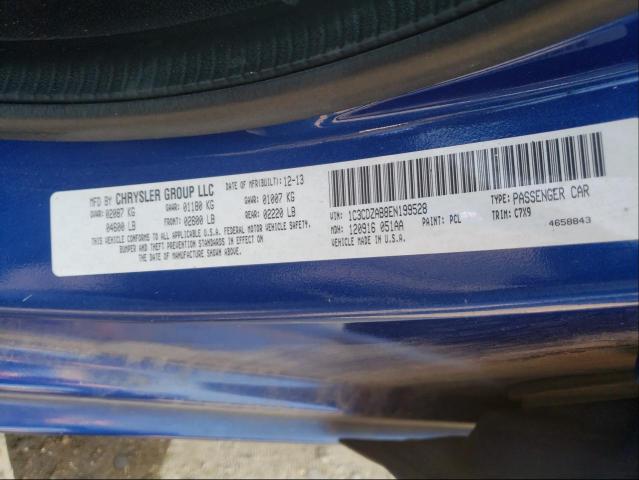 MFD BY CHRYSLER GROUP LLC DATE OF MFR(BUILT): 12-13
GVWR: 02087 KG GAWR: 01180 KG GAWR: 01007 KG
04600 LB FRONT: 02600 LB REAR: 02220 LB
THIS VEHICLE CONFORMS TO ALL APPLICABLE U.S.A. FEDERAL MOTOR VEHICLE SAFETY,
BUMPER AND THEFT PREVENTION STANDARDS IN EFFECT ON
THE DATE OF MANUFACTURE SHOWN ABOVE.
VIN: 1C3CDZAB8EN199528 TYPE: PASSENGER CAR
MDH: 120916 051AA PAINT: PCL TRIM: C7X9
MADE IN U.S.A. 4658843